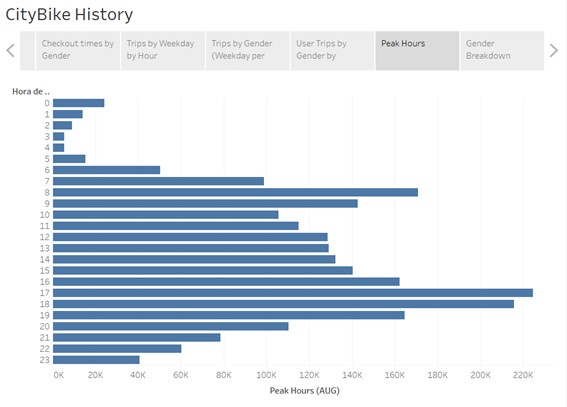 CityBike History
Checkout times by
Gender
Trips by Weekday
by Hour
Trips by Gender
(Weekday per
User Trips by
Gender by
Peak Hours
Gender
Breakdown
Hora de ..
0
1
2
3
4
5
6
7
8
9
10
11
12
13
14
15
16
17
18
19
20
21
22
23
0K 20K 40K 60K 80K 100K 120K 140K 160K 180K 200K 220K
Peak Hours (AUG)